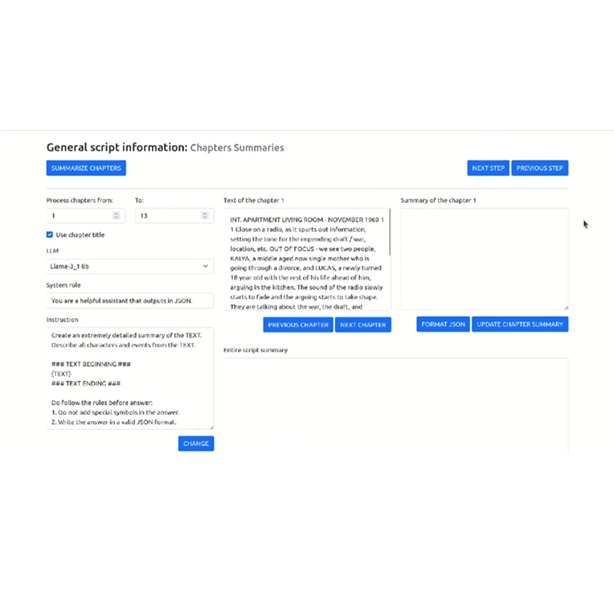 General script information: Chapters Summaries
SUMMARIZE CHAPTERS
NEXT STEP
PREVIOUS STEP
Process chapters from:
To:
1
13
Use chapter title
LLM
Llama-3_1 8b
System role
You are a helpful assistant that outputs in JSON.
Instruction
Create an extremely detailed summary of the TEXT.
Describe all characters and events from the TEXT.
### TEXT BEGINNING ###
{TEXT}
### TEXT ENDING ###
Do follow the rules before answer:
1. Do not add special symbols in the answer.
2. Write the answer in a valid JSON format.
CHANGE
Text of the chapter 1
INT. APARTMENT LIVING ROOM - NOVEMBER 1969 1
1 Close on a radio, as it spurts out information,
setting the tone for the impending draft / war,
location, etc. OUT OF FOCUS - we see two people,
KALYA, a middle aged now single mother who is
going through a divorce, and LUCAS, a newly turned
18 year old with the rest of his life ahead of him,
arguing in the kitchen. The sound of the radio slowly
starts to fade and the arguing starts to take shape.
They are talking about the war, the draft, and
PREVIOUS CHAPTER
NEXT CHAPTER
Summary of the chapter 1
FORMAT JSON
UPDATE CHAPTER SUMMARY
Entire script summary